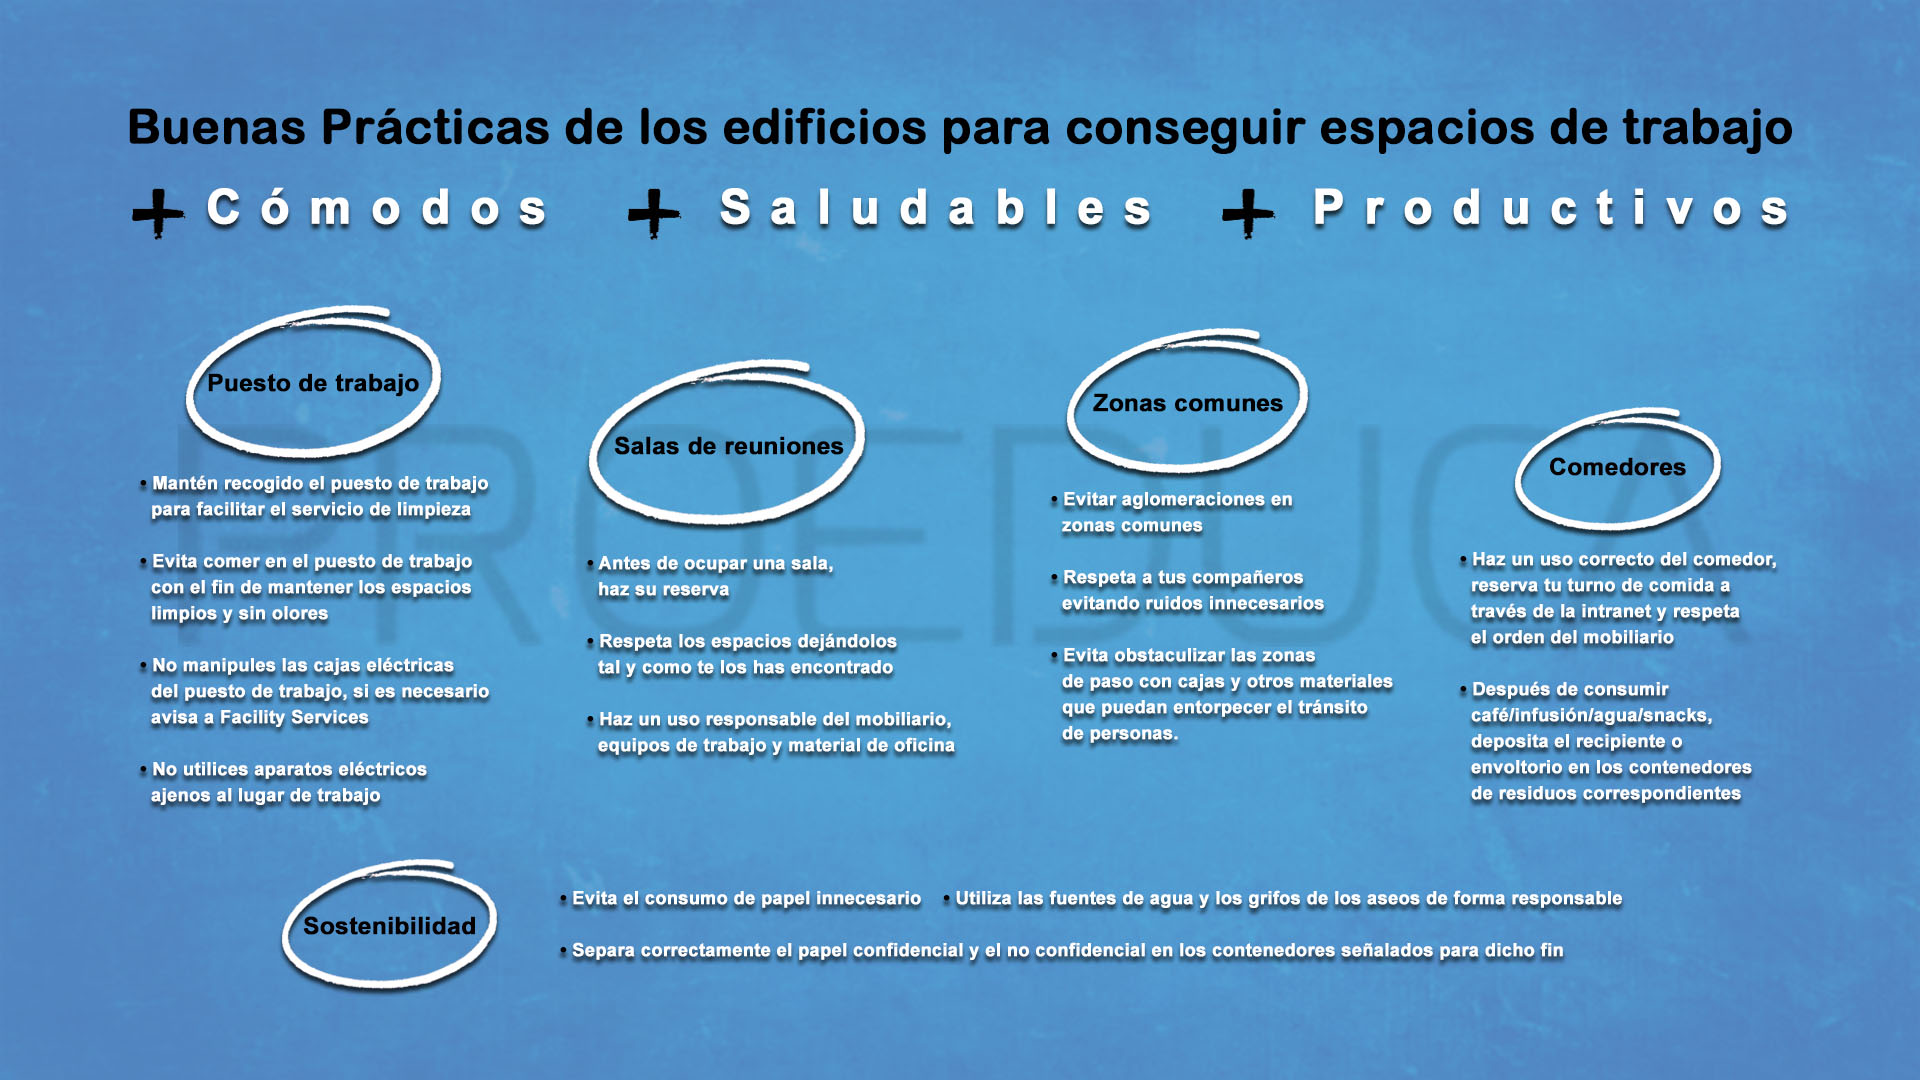 Buenas Prácticas de los edificios para conseguir espacios de trabajo
+ Cómodos + Saludables + Productivos
Puesto de trabajo
• Mantén recogido el puesto de trabajo
para facilitar el servicio de limpieza
• Evita comer en el puesto de trabajo
con el fin de mantener los espacios
limpios y sin olores
• No manipules las cajas eléctricas
del puesto de trabajo, si es necesario
avisa a Facility Services
• No utilices aparatos eléctricos
ajenos al lugar de trabajo
Salas de reuniones
• Antes de ocupar una sala,
haz su reserva
• Respeta los espacios dejándolos
tal y como te los has encontrado
• Haz un uso responsable del mobiliario,
equipos de trabajo y material de oficina
Zonas comunes
• Evitar aglomeraciones en
zonas comunes
• Respeta a tus compañeros
evitando ruidos innecesarios
• Evita obstaculizar las zonas
de paso con cajas y otros materiales
que puedan entorpecer el tránsito
de personas.
Comedores
• Haz un uso correcto del comedor,
reserva tu turno de comida a
través de la intranet y respeta
el orden del mobiliario
• Después de consumir
café/infusión/agua/snacks,
deposita el recipiente o
envoltorio en los contenedores
de residuos correspondientes
PROEDUCA
Sostenibilidad
• Evita el consumo de papel innecesario • Utiliza las fuentes de agua y los grifos de los aseos de forma responsable
• Separa correctamente el papel confidencial y el no confidencial en los contenedores señalados para dicho fin